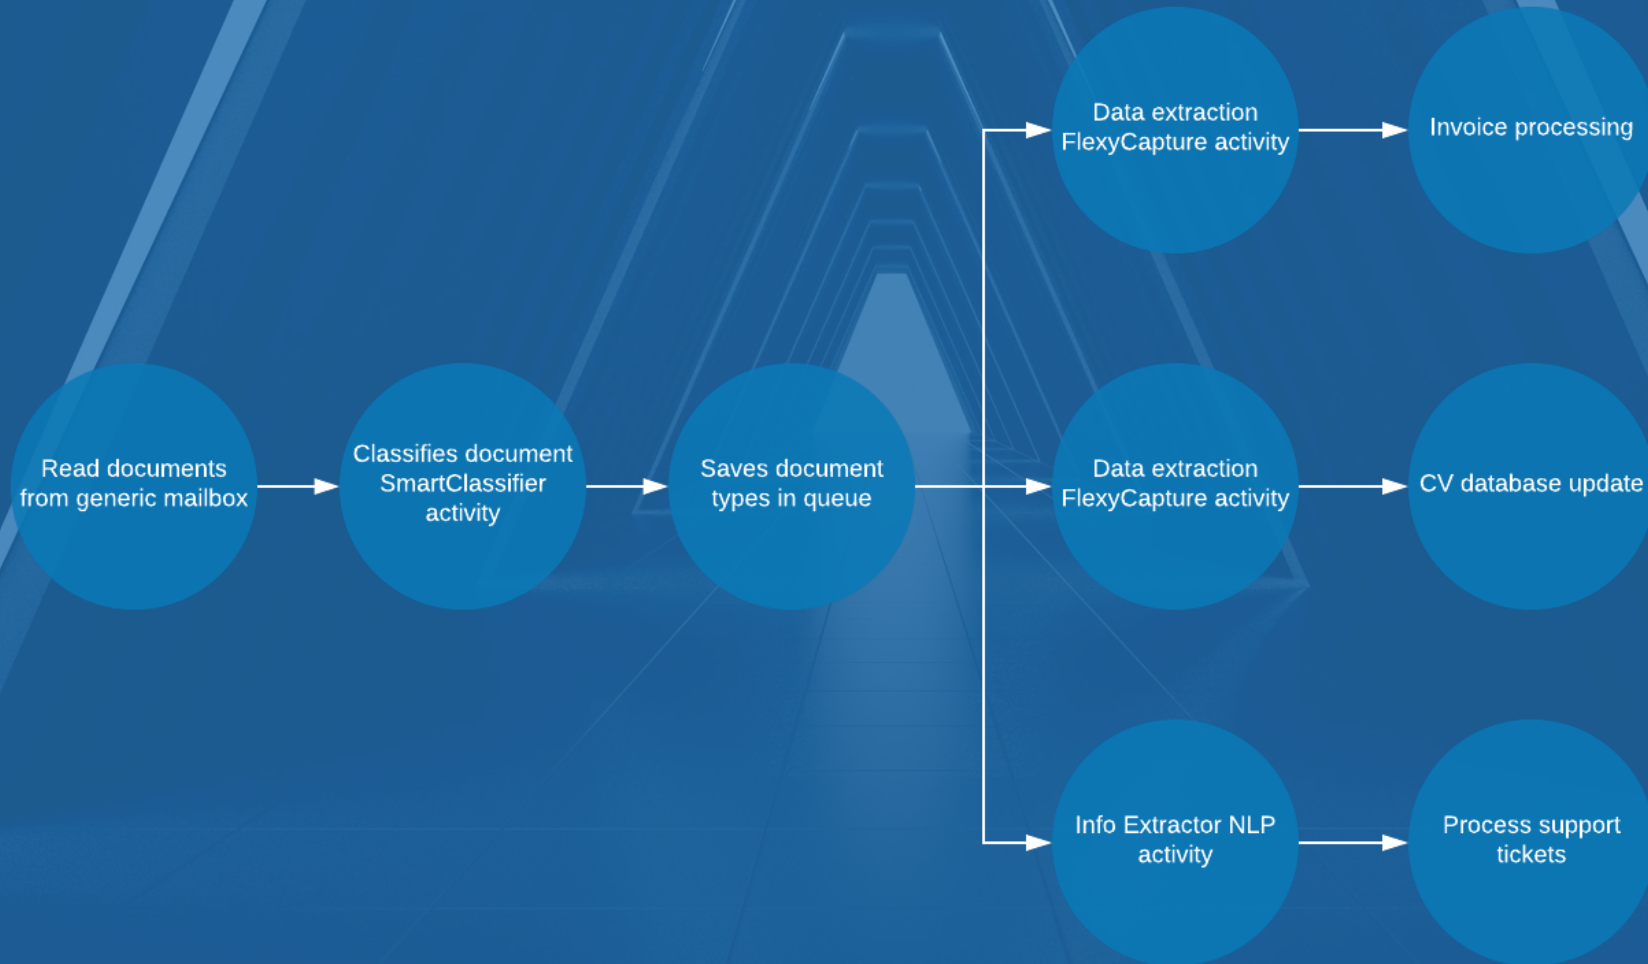 Data extraction
FlexyCapture activity
Invoice processing
Read documents
from generic mailbox
Classifies document
SmartClassifier
activity
Saves document
types in queue
Data extraction
FlexyCapture activity
CV database update
Info Extractor NLP
activity
Process support
tickets